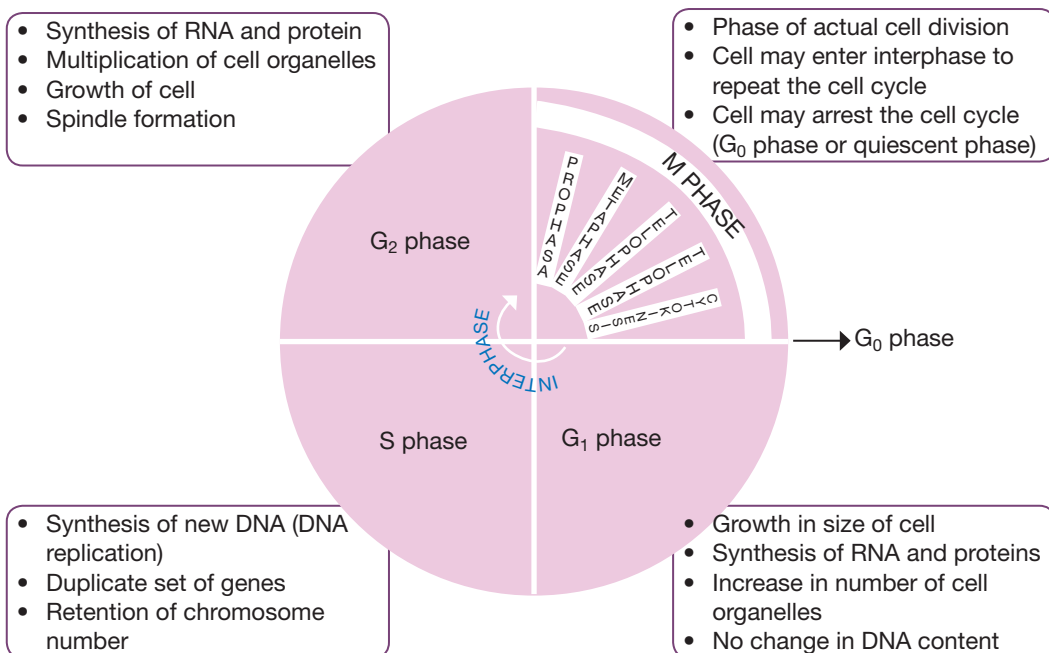 • Synthesis of RNA and protein
• Multiplication of cell organelles
• Growth of cell
• Spindle formation
• Phase of actual cell division
• Cell may enter interphase to
repeat the cell cycle
• Cell may arrest the cell cycle
(G₀ phase or quiescent phase)
M PHASE
PROPHASA
METAPHASE
TELOPHASE
TELOPHASE
CYTOKINESIS
G₂ phase
INTERPHASE
G₀ phase
S phase
G₁ phase
• Synthesis of new DNA (DNA
replication)
• Duplicate set of genes
• Retention of chromosome
number
• Growth in size of cell
• Synthesis of RNA and proteins
• Increase in number of cell
organelles
• No change in DNA content